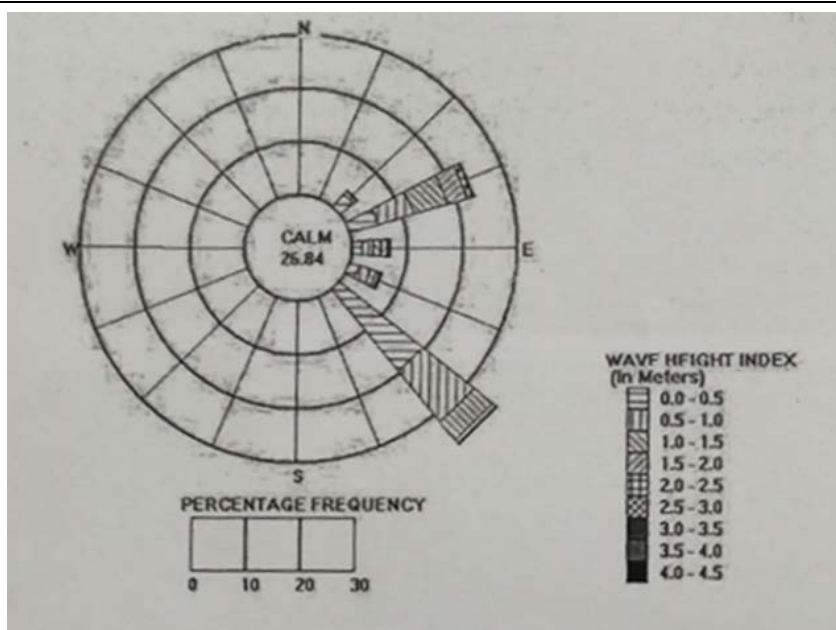 N
CALM
26.84
W
E
S
WAVE HEIGHT INDEX
(In Meters)
0.0 - 0.5
0.5 - 1.0
1.0 - 1.5
1.5 - 2.0
2.0 - 2.5
2.5 - 3.0
3.0 - 3.5
3.5 - 4.0
4.0 - 4.5
PERCENTAGE FREQUENCY
0 10 20 30